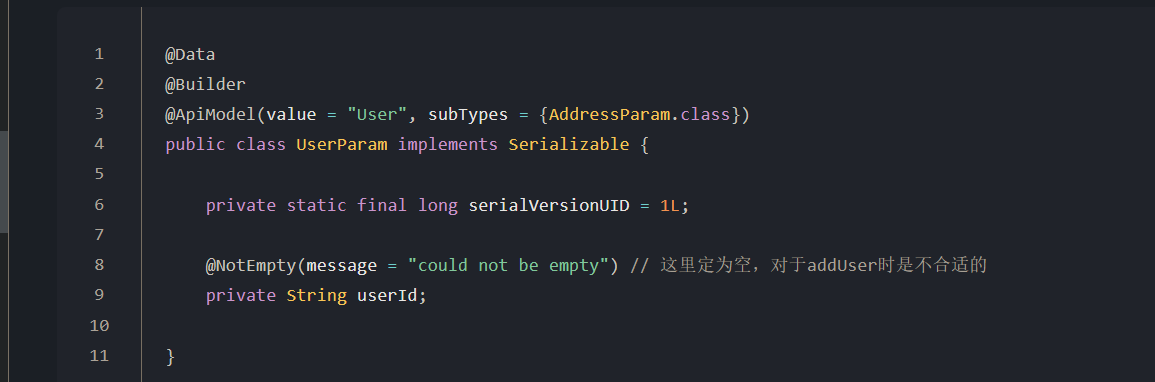 1 @Data
2 @Builder
3 @ApiModel(value = "User", subTypes = {AddressParam.class})
4 public class UserParam implements Serializable {
5
6     private static final long serialVersionUID = 1L;
7
8     @NotEmpty(message = "could not be empty") // 这里定为空，对于addUser时是不合适的
9     private String userId;
10
11 }